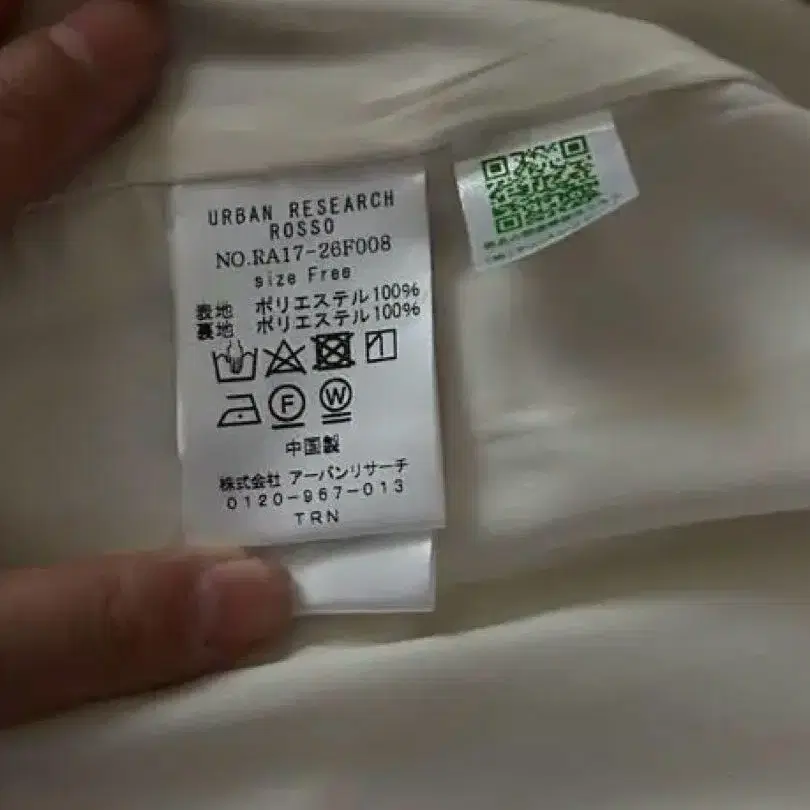 URBAN RESEARCH
ROSSO
NO.RA17-26F008
size Free
表地 ポリエステル100%
裏地 ポリエステル100%
F W
中国製
株式会社 アーバンリサーチ
0120-967-013
TRN